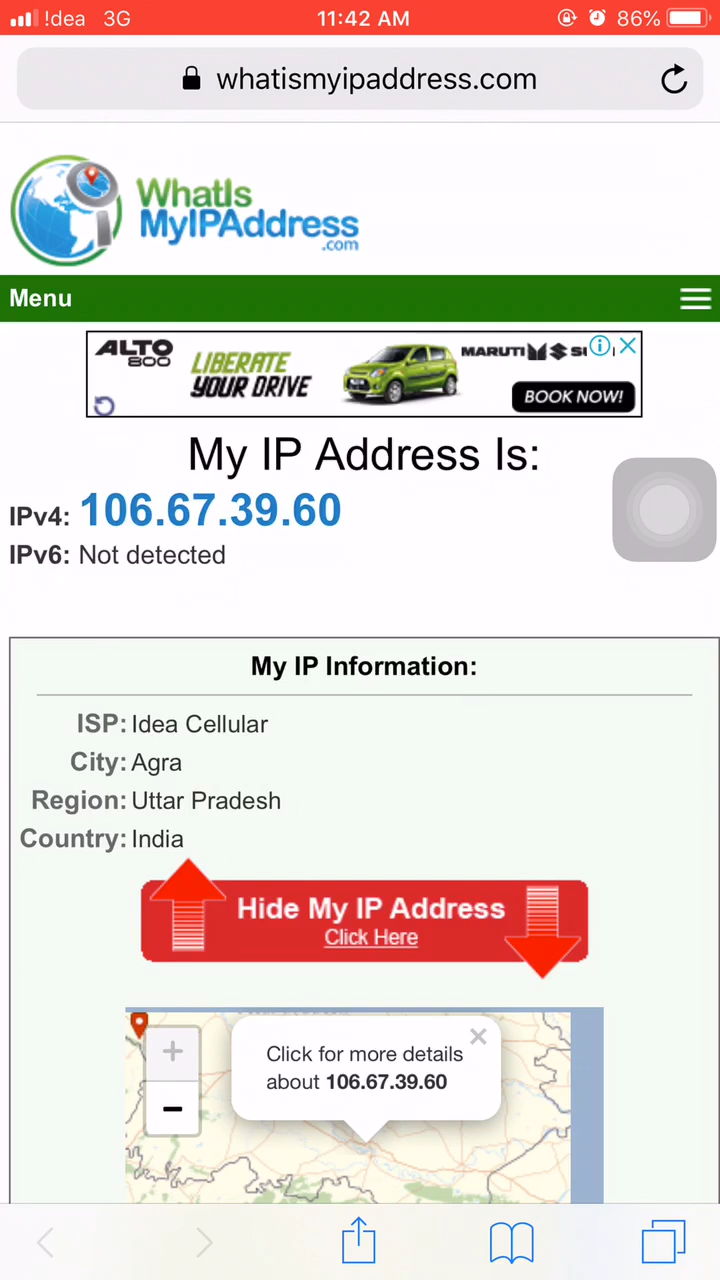 !dea 3G 11:42 AM 86%
whatismyipaddress.com
WhatIs
MyIPAddress
.com
Menu
ALTO
800
LIBERATE
YOUR DRIVE
MARUTI
BOOK NOW!
My IP Address Is:
IPv4: 106.67.39.60
IPv6: Not detected
My IP Information:
ISP: Idea Cellular
City: Agra
Region: Uttar Pradesh
Country: India
Hide My IP Address
Click Here
+
Click for more details
about 106.67.39.60
×
−